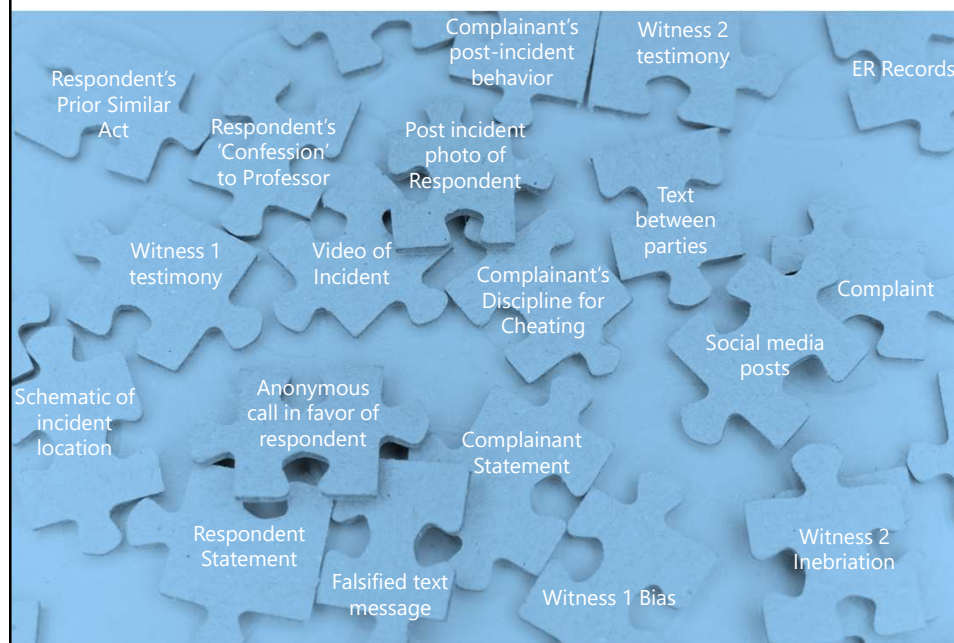 Complainant's
post-incident
behavior
Witness 2
testimony
ER Records
Respondent's
Prior Similar
Act
Respondent's
'Confession'
to Professor
Post incident
photo of
Respondent
Text
between
parties
Witness 1
testimony
Video of
Incident
Complainant's
Discipline for
Cheating
Complaint
Social media
posts
Schematic of
incident
location
Anonymous
call in favor of
respondent
Complainant
Statement
Respondent
Statement
Falsified text
message
Witness 1 Bias
Witness 2
Inebriation